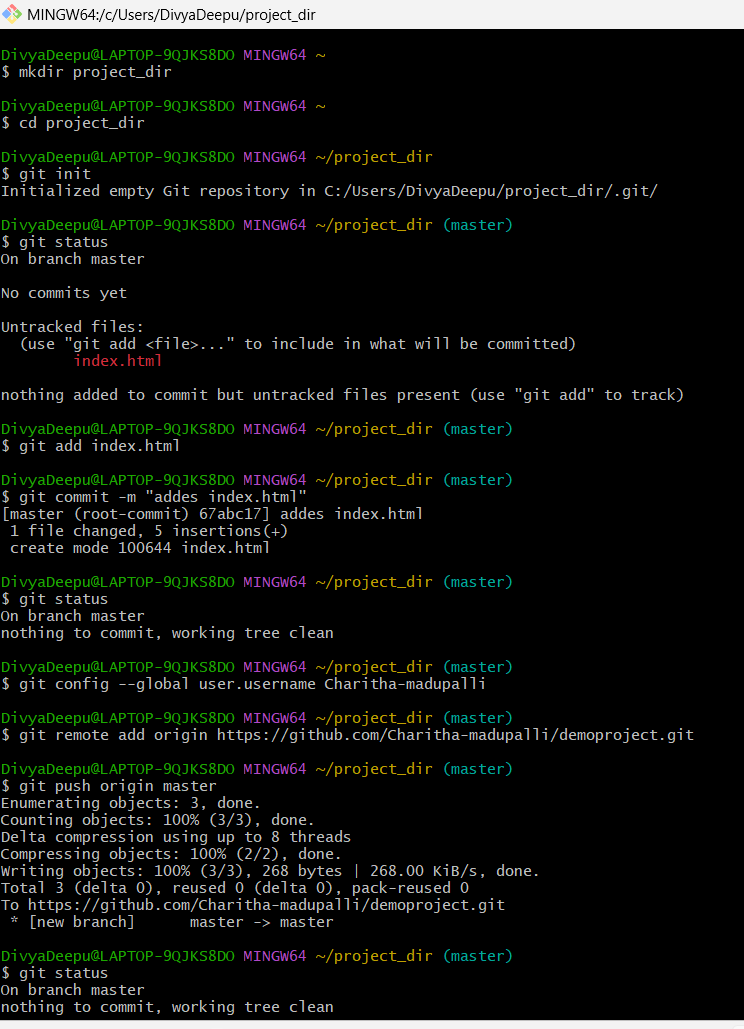 MINGW64:/c/Users/DivyaDeepu/project_dir
DivyaDeepu@LAPTOP-9QJKS8DO MINGW64 ~
$ mkdir project_dir
DivyaDeepu@LAPTOP-9QJKS8DO MINGW64 ~
$ cd project_dir
DivyaDeepu@LAPTOP-9QJKS8DO MINGW64 ~/project_dir
$ git init
Initialized empty Git repository in C:/Users/DivyaDeepu/project_dir/.git/
DivyaDeepu@LAPTOP-9QJKS8DO MINGW64 ~/project_dir (master)
$ git status
On branch master
No commits yet
Untracked files:
  (use "git add <file>..." to include in what will be committed)
        index.html
nothing added to commit but untracked files present (use "git add" to track)
DivyaDeepu@LAPTOP-9QJKS8DO MINGW64 ~/project_dir (master)
$ git add index.html
DivyaDeepu@LAPTOP-9QJKS8DO MINGW64 ~/project_dir (master)
$ git commit -m "addes index.html"
[master (root-commit) 67abc17] addes index.html
 1 file changed, 5 insertions(+)
 create mode 100644 index.html
DivyaDeepu@LAPTOP-9QJKS8DO MINGW64 ~/project_dir (master)
$ git status
On branch master
nothing to commit, working tree clean
DivyaDeepu@LAPTOP-9QJKS8DO MINGW64 ~/project_dir (master)
$ git config --global user.username Charitha-madupalli
DivyaDeepu@LAPTOP-9QJKS8DO MINGW64 ~/project_dir (master)
$ git remote add origin https://github.com/Charitha-madupalli/demoproject.git
DivyaDeepu@LAPTOP-9QJKS8DO MINGW64 ~/project_dir (master)
$ git push origin master
Enumerating objects: 3, done.
Counting objects: 100% (3/3), done.
Delta compression using up to 8 threads
Compressing objects: 100% (2/2), done.
Writing objects: 100% (3/3), 268 bytes | 268.00 KiB/s, done.
Total 3 (delta 0), reused 0 (delta 0), pack-reused 0
To https://github.com/Charitha-madupalli/demoproject.git
 * [new branch]      master -> master
DivyaDeepu@LAPTOP-9QJKS8DO MINGW64 ~/project_dir (master)
$ git status
On branch master
nothing to commit, working tree clean